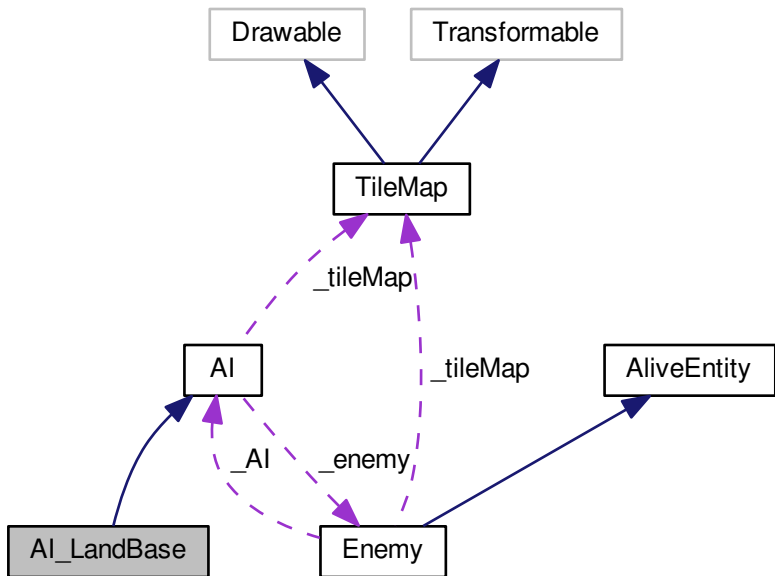 Drawable
Transformable
TileMap
_tileMap
AI
_tileMap
AliveEntity
_AI
_enemy
AI_LandBase
Enemy